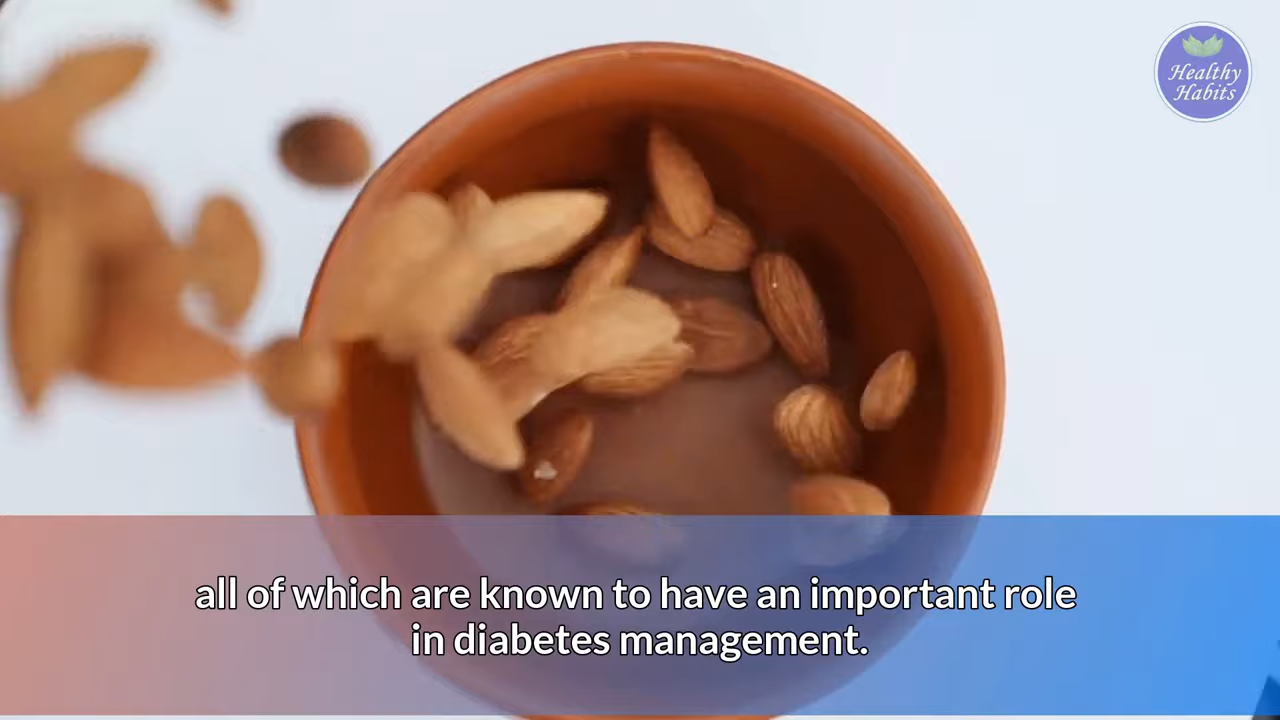 Healthy
Habits
all of which are known to have an important role
in diabetes management.